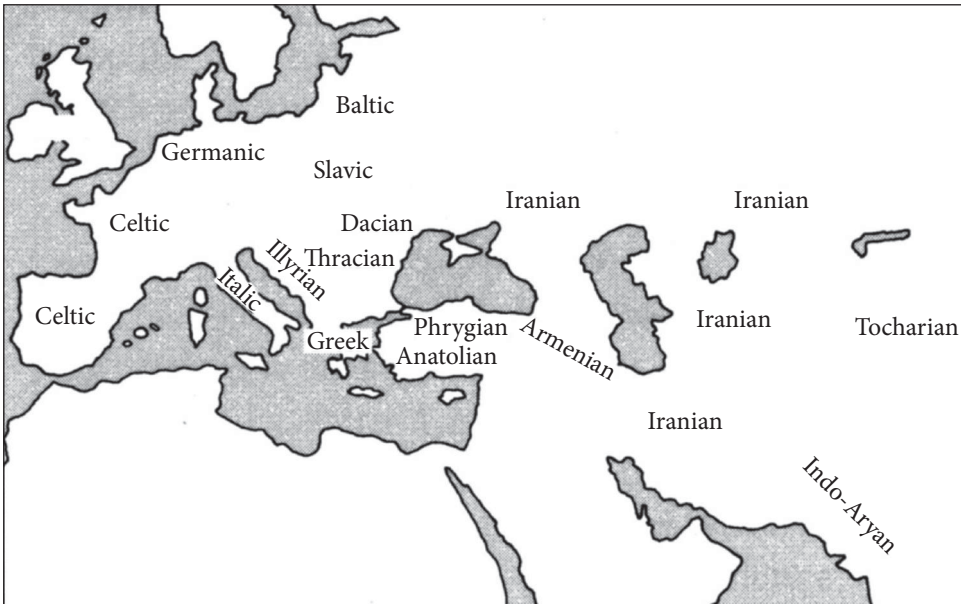 Baltic
Germanic
Slavic
Iranian
Iranian
Celtic
Dacian
Illyrian
Thracian
Italic
Celtic
Greek
Phrygian
Anatolian
Armenian
Iranian
Tocharian
Iranian
Indo-Aryan